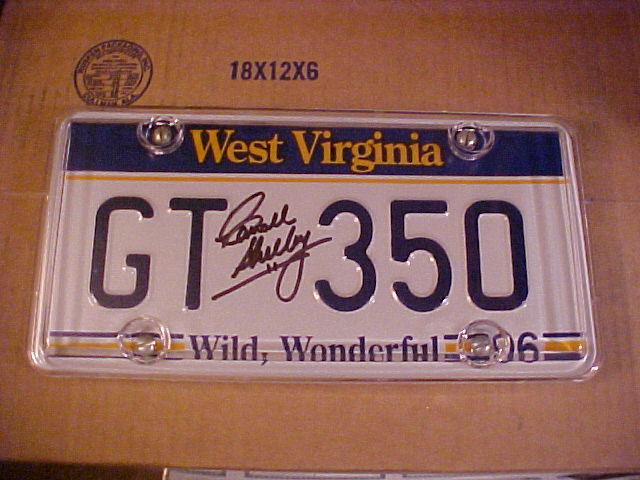 18X12X6
West Virginia
GT 350
Carroll
Shelby
Wild, Wonderful 96